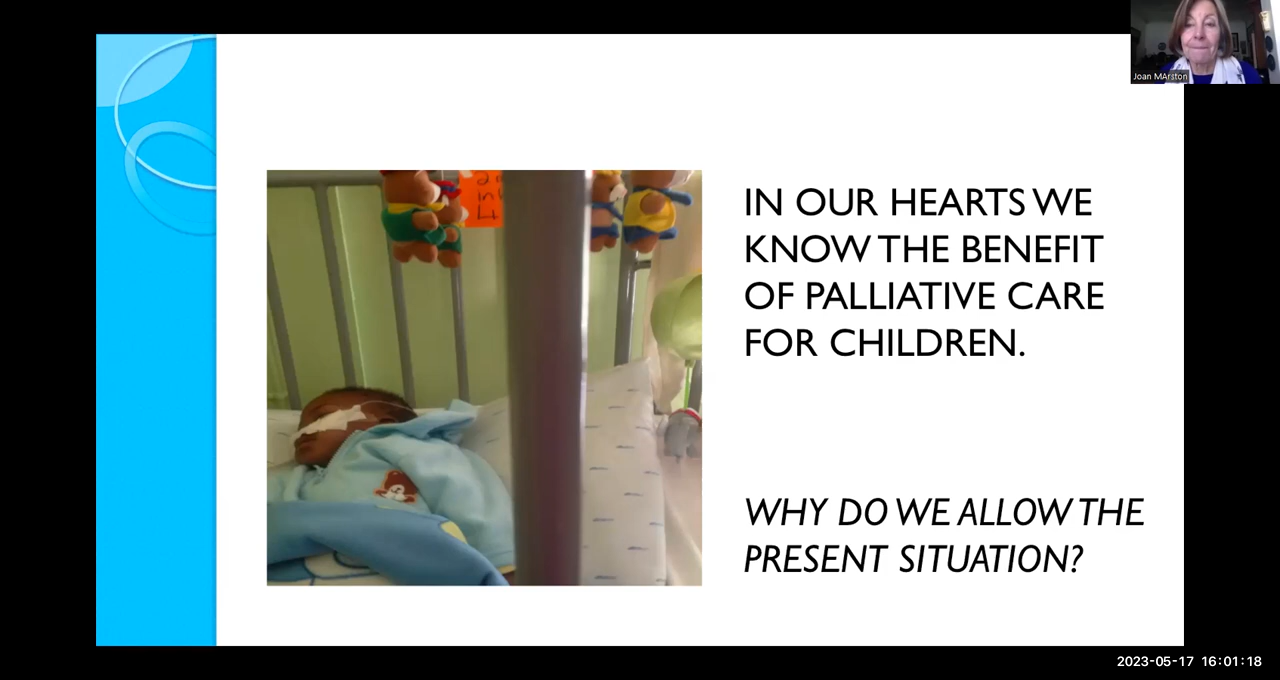 Joan MArston
IN OUR HEARTS WE
KNOW THE BENEFIT
OF PALLIATIVE CARE
FOR CHILDREN.
WHY DO WE ALLOW THE
PRESENT SITUATION?
2023-05-17 16:01:18